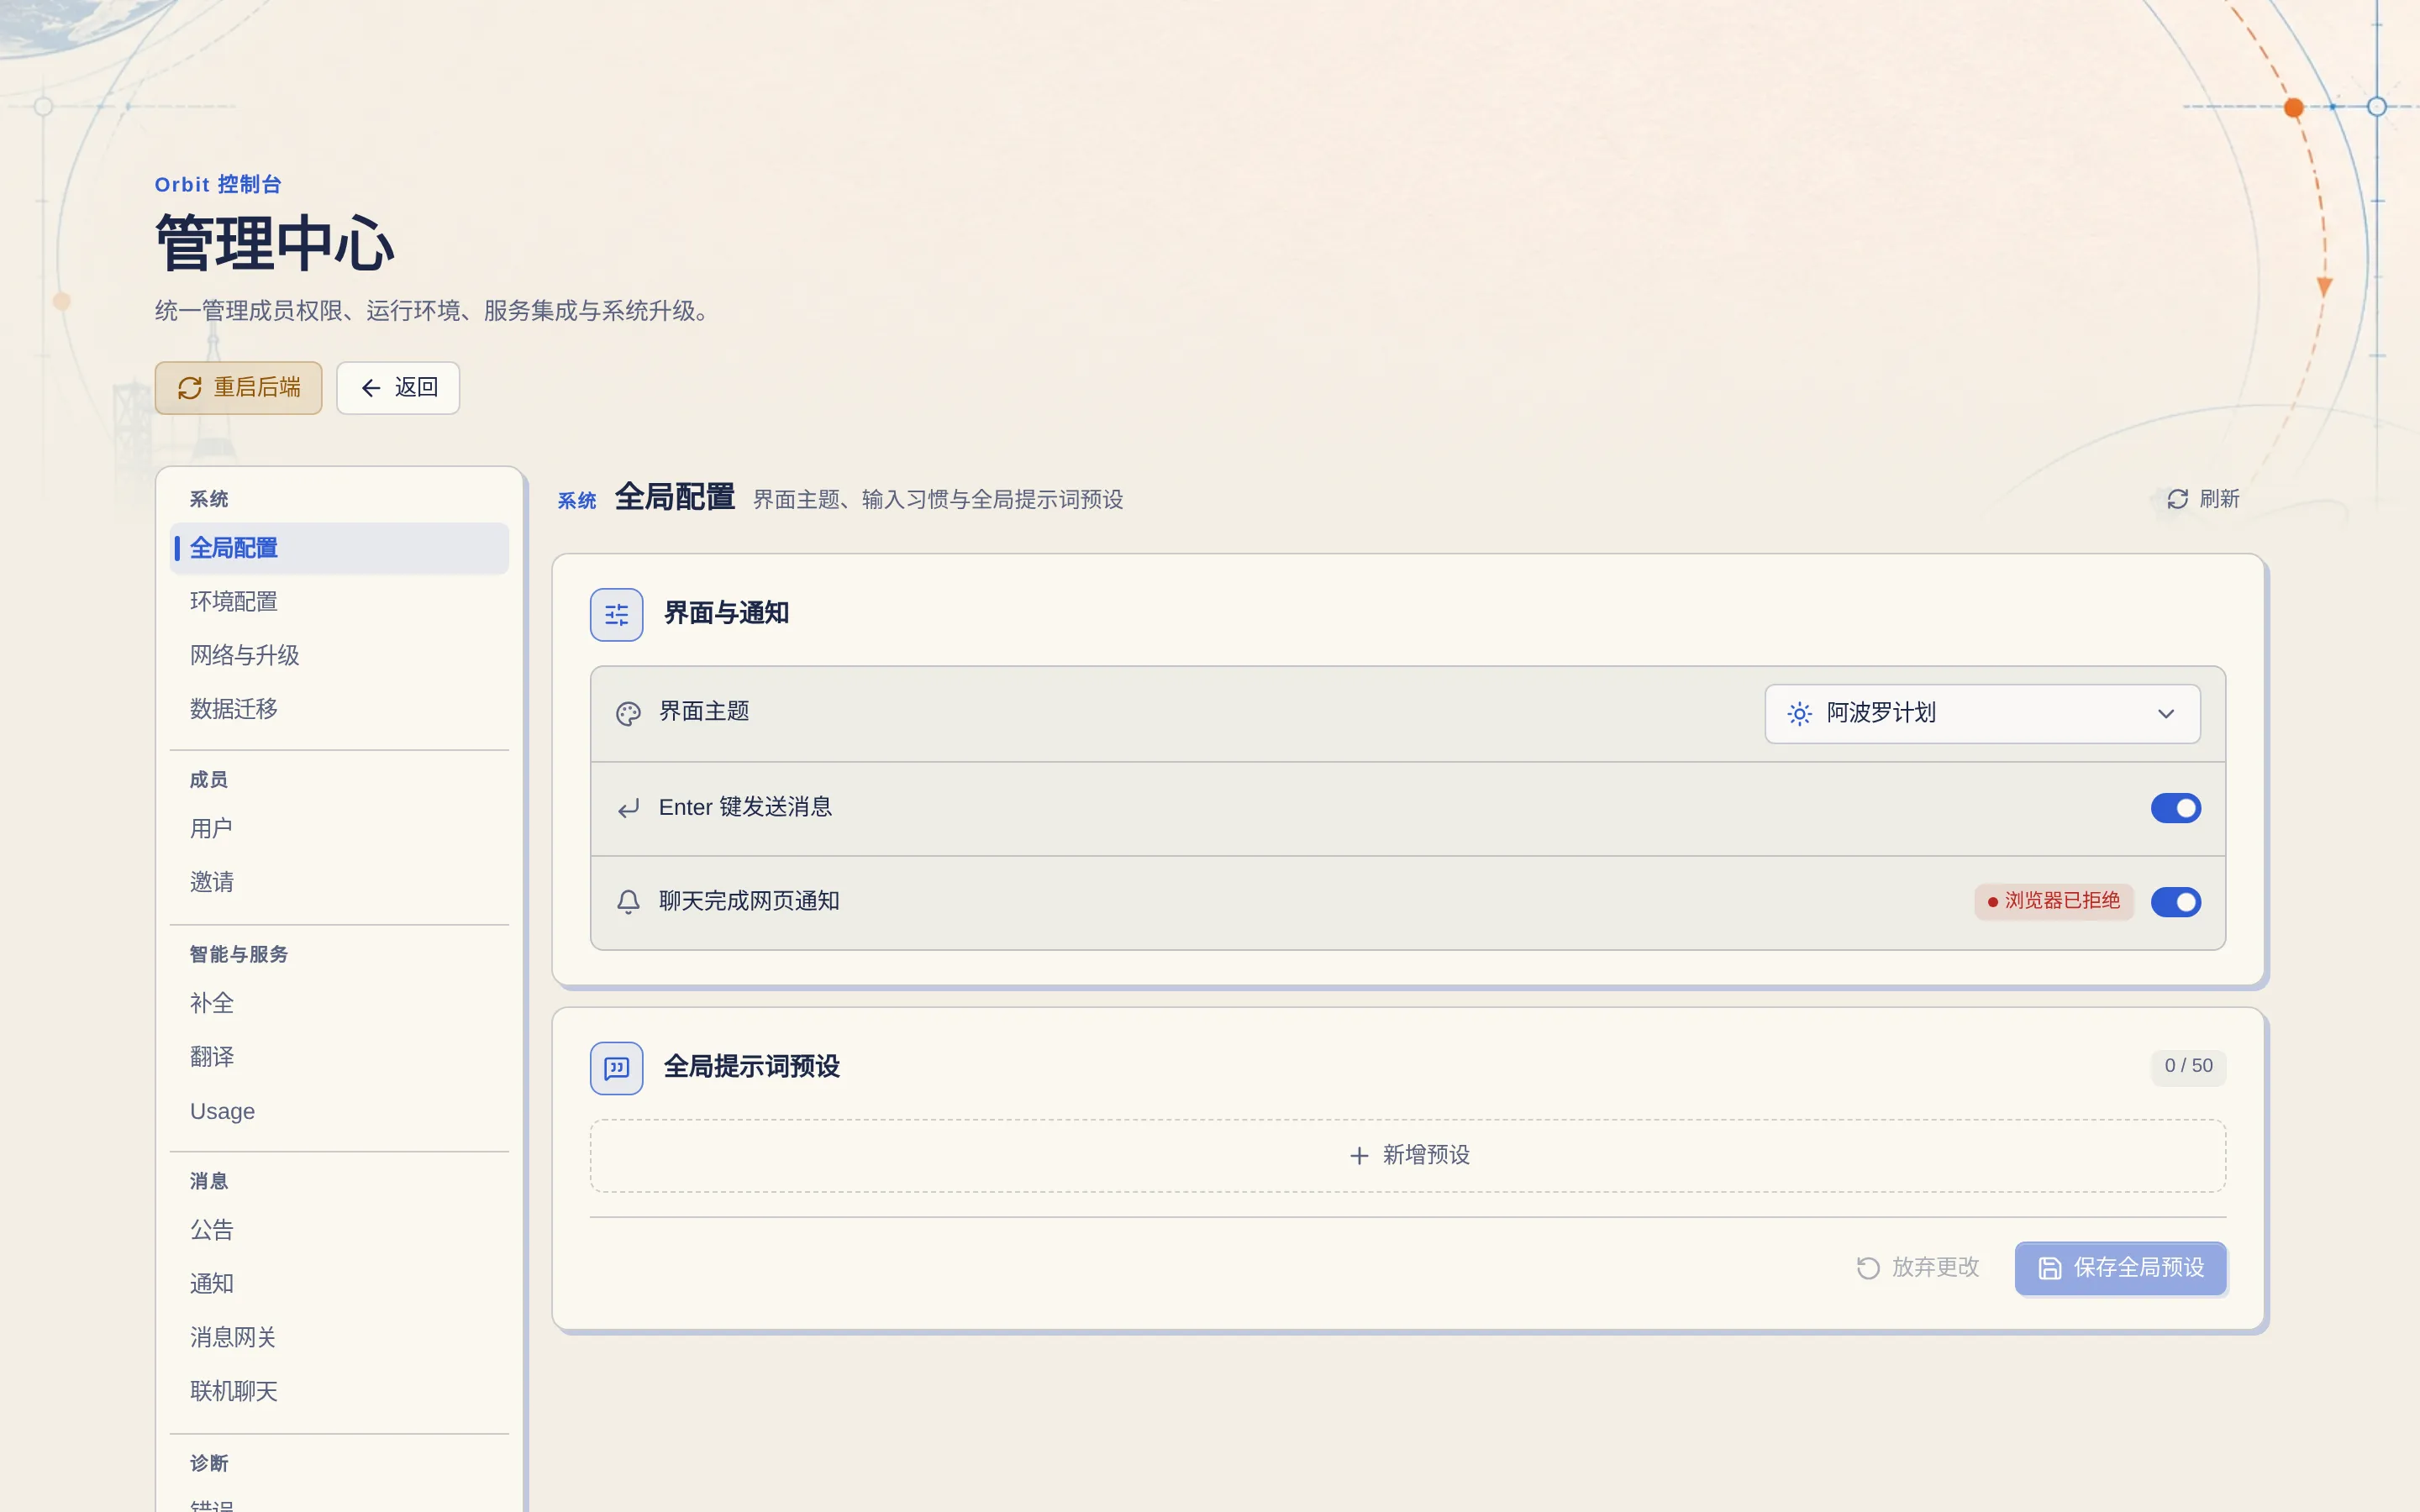 Orbit 控制台
管理中心
统一管理成员权限、运行环境、服务集成与系统升级。
重启后端
返回
系统
全局配置
环境配置
网络与升级
数据迁移
成员
用户
邀请
智能与服务
补全
翻译
Usage
消息
公告
通知
消息网关
联机聊天
诊断
错误
系统 全局配置 界面主题、输入习惯与全局提示词预设
刷新
界面与通知
界面主题
阿波罗计划
Enter 键发送消息
聊天完成网页通知
浏览器已拒绝
全局提示词预设
0 / 50
新增预设
放弃更改
保存全局预设